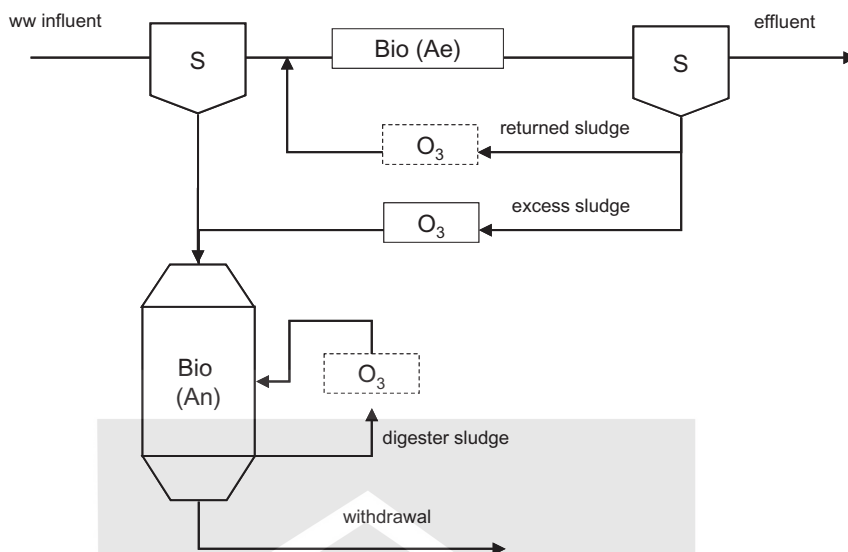 ww influent
effluent
S
Bio (Ae)
S
returned sludge
O₃
excess sludge
O₃
Bio
(An)
O₃
digester sludge
withdrawal